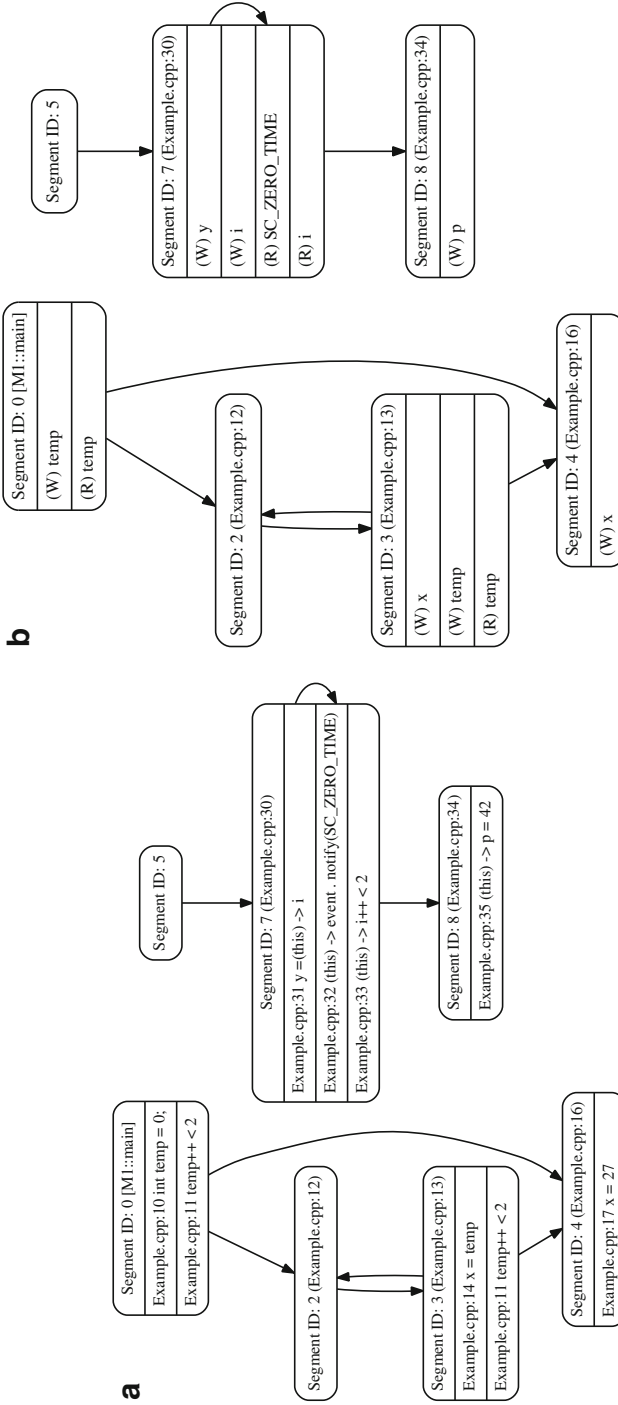 a
Segment ID: 0 [M1::main]
Example.cpp:10 int temp = 0;
Example.cpp:11 temp++ < 2
Segment ID: 2 (Example.cpp:12)
Segment ID: 3 (Example.cpp:13)
Example.cpp:14 x = temp
Example.cpp:11 temp++ < 2
Segment ID: 4 (Example.cpp:16)
Example.cpp:17 x = 27
Segment ID: 5
Segment ID: 7 (Example.cpp:30)
Example.cpp:31 y =(this) -> i
Example.cpp:32 (this) -> event . notify(SC_ZERO_TIME)
Example.cpp:33 (this) -> i++ < 2
Segment ID: 8 (Example.cpp:34)
Example.cpp:35 (this) -> p = 42
b
Segment ID: 0 [M1::main]
(W) temp
(R) temp
Segment ID: 2 (Example.cpp:12)
Segment ID: 3 (Example.cpp:13)
(W) x
(W) temp
(R) temp
Segment ID: 4 (Example.cpp:16)
(W) x
Segment ID: 5
Segment ID: 7 (Example.cpp:30)
(W) y
(W) i
(R) SC_ZERO_TIME
(R) i
Segment ID: 8 (Example.cpp:34)
(W) p